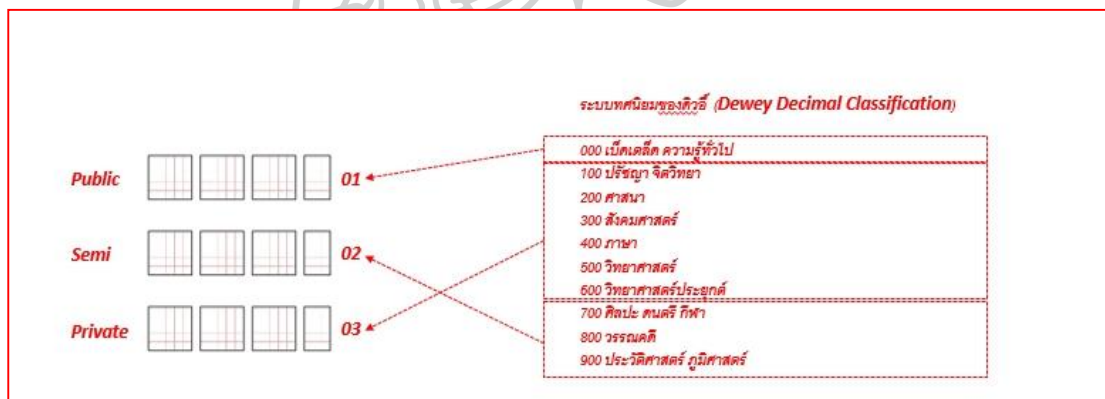 ระบบทศนิยมของดิวอี้ (Dewey Decimal Classification)
000 เบ็ดเตล็ด ความรู้ทั่วไป
Public 01
100 ปรัชญา จิตวิทยา
200 ศาสนา
300 สังคมศาสตร์
Semi 02
400 ภาษา
500 วิทยาศาสตร์
600 วิทยาศาสตร์ประยุกต์
700 ศิลปะ ดนตรี กีฬา
Private 03
800 วรรณคดี
900 ประวัติศาสตร์ ภูมิศาสตร์